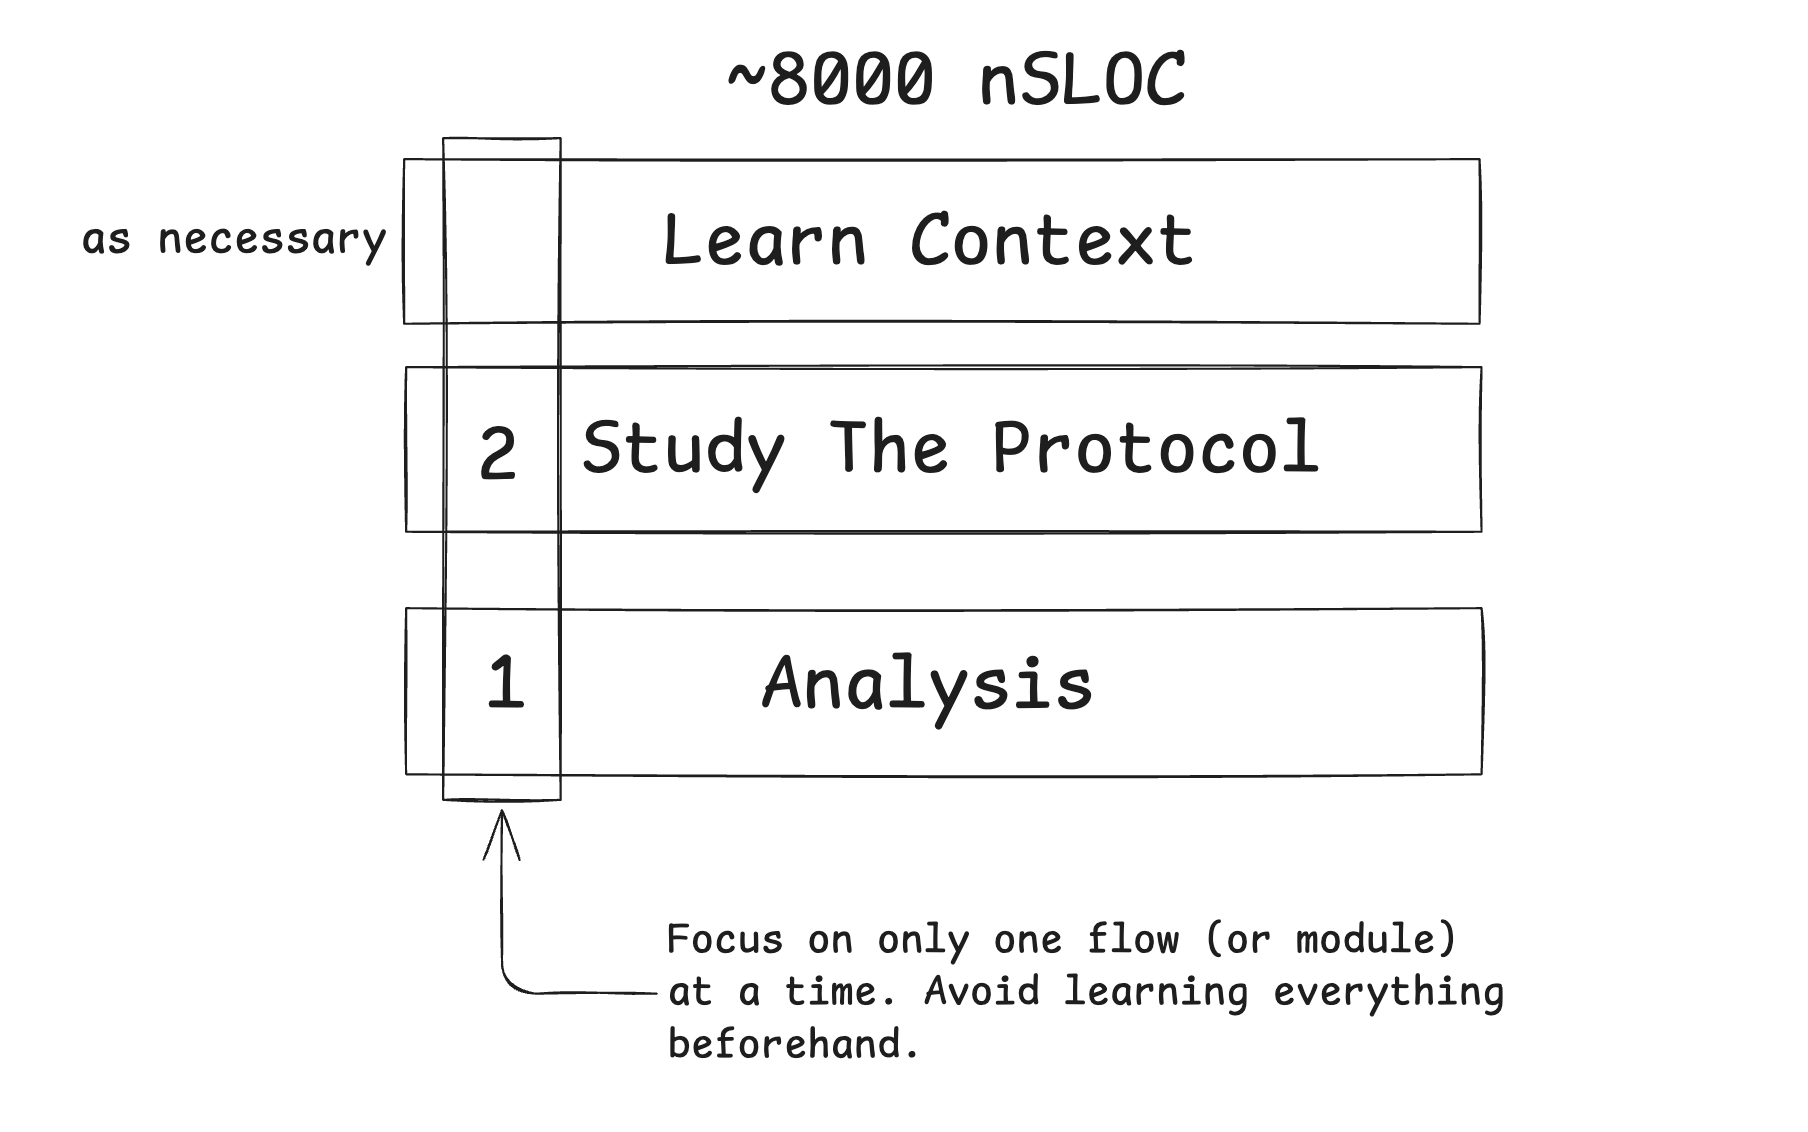 ~8000 nSLOC
as necessary
Learn Context
2
Study The Protocol
1
Analysis
Focus on only one flow (or module)
at a time. Avoid learning everything
beforehand.